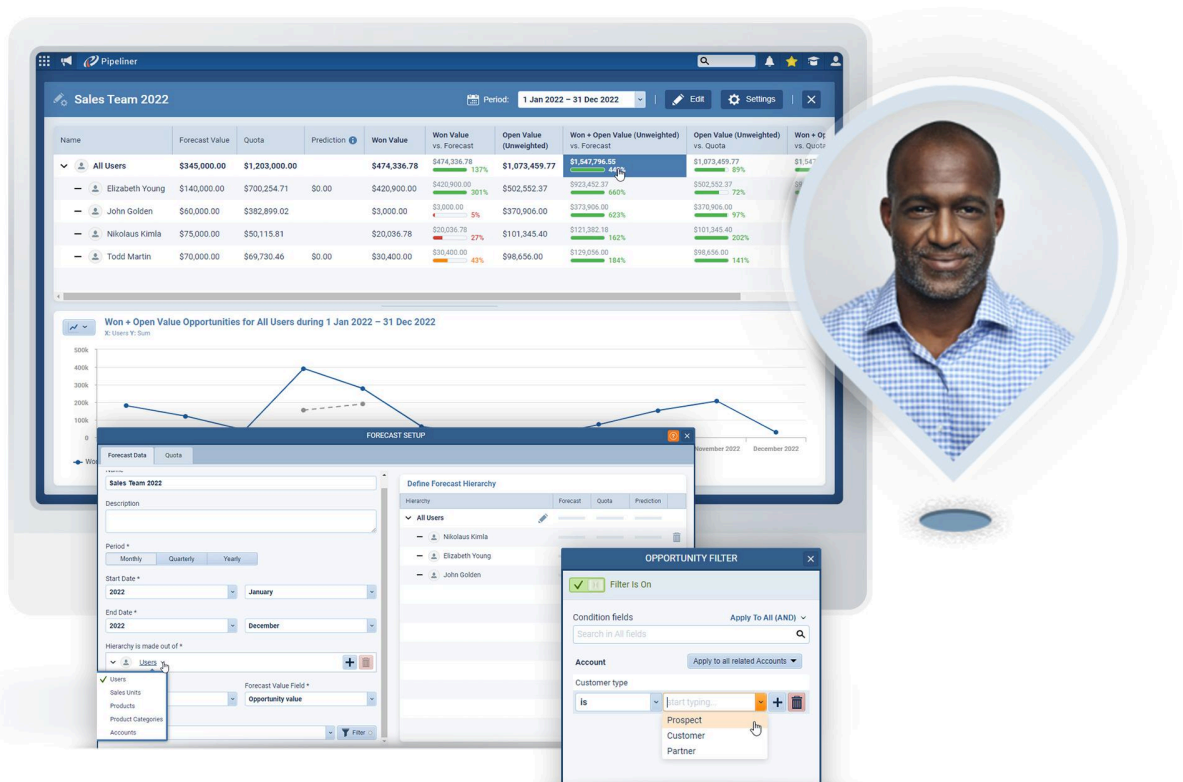 Pipeliner
Sales Team 2022
Period: 1 Jan 2022 – 31 Dec 2022
Edit
Settings
Name Forecast Value Quota Prediction Won Value Won Value vs. Forecast Open Value (Unweighted) Won + Open Value (Unweighted) vs. Forecast Open Value (Unweighted) vs. Quota Won + Op vs. Quota
All Users $345,000.00 $1,203,000.00 $474,336.78 $474,336.78 137% $1,073,459.77 $1,547,796.55 $1,073,459.77 89% $1,547
Elizabeth Young $140,000.00 $700,254.71 $0.00 $420,900.00 $420,900.00 301% $502,552.37 $923,452.37 660% $502,552.37 72%
John Golden $60,000.00 $382,899.02 $3,000.00 $3,000.00 5% $370,906.00 $373,906.00 623% $370,906.00 97%
Nikolaus Kimla $75,000.00 $50,115.81 $20,036.78 $20,036.78 27% $101,345.40 $121,382.18 162% $101,345.40 202%
Todd Martin $70,000.00 $69,730.46 $0.00 $30,400.00 $30,400.00 43% $98,656.00 $129,056.00 184% $98,656.00 141%
Won + Open Value Opportunities for All Users during 1 Jan 2022 – 31 Dec 2022
X: Users Y: Sum
500k
400k
300k
200k
100k
0
November 2022 December 2022
Wo
FORECAST SETUP
Forecast Data Quota
Sales Team 2022
Description
Period *
Monthly Quarterly Yearly
Start Date *
2022 January
End Date *
2022 December
Hierarchy is made out of *
Users
Users
Sales Units
Products
Product Categories
Accounts
Forecast Value Field *
Opportunity value
Filter
Define Forecast Hierarchy
Hierarchy Forecast Quota Prediction
All Users
Nikolaus Kimla
Elizabeth Young
John Golden
OPPORTUNITY FILTER
Filter Is On
Condition fields Apply To All (AND)
Search in All fields
Account Apply to all related Accounts
Customer type
is start typing...
Prospect
Customer
Partner